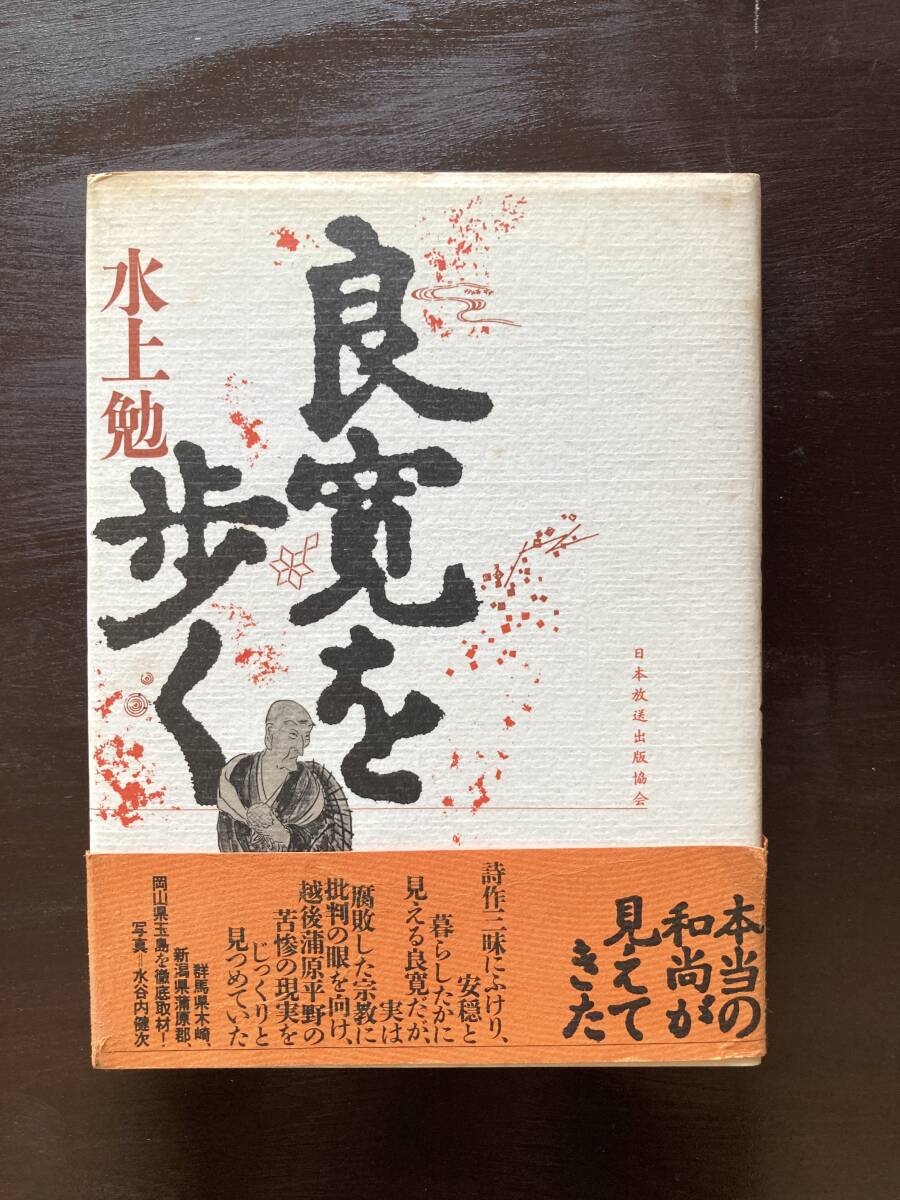 良寛を
歩く
水上勉
日本放送出版協会
本当の
和尚が
見えて
きた
詩作三昧にふけり、
安穏と
暮らしたかに
見える良寛だが、
実は
腐敗した宗教に
批判の眼を向け、
越後蒲原平野の
苦惨の現実を
じっくりと
見つめていた
群馬県木崎、
新潟県蒲原郡、
岡山県玉島を徹底取材！
写真＝水谷内健次